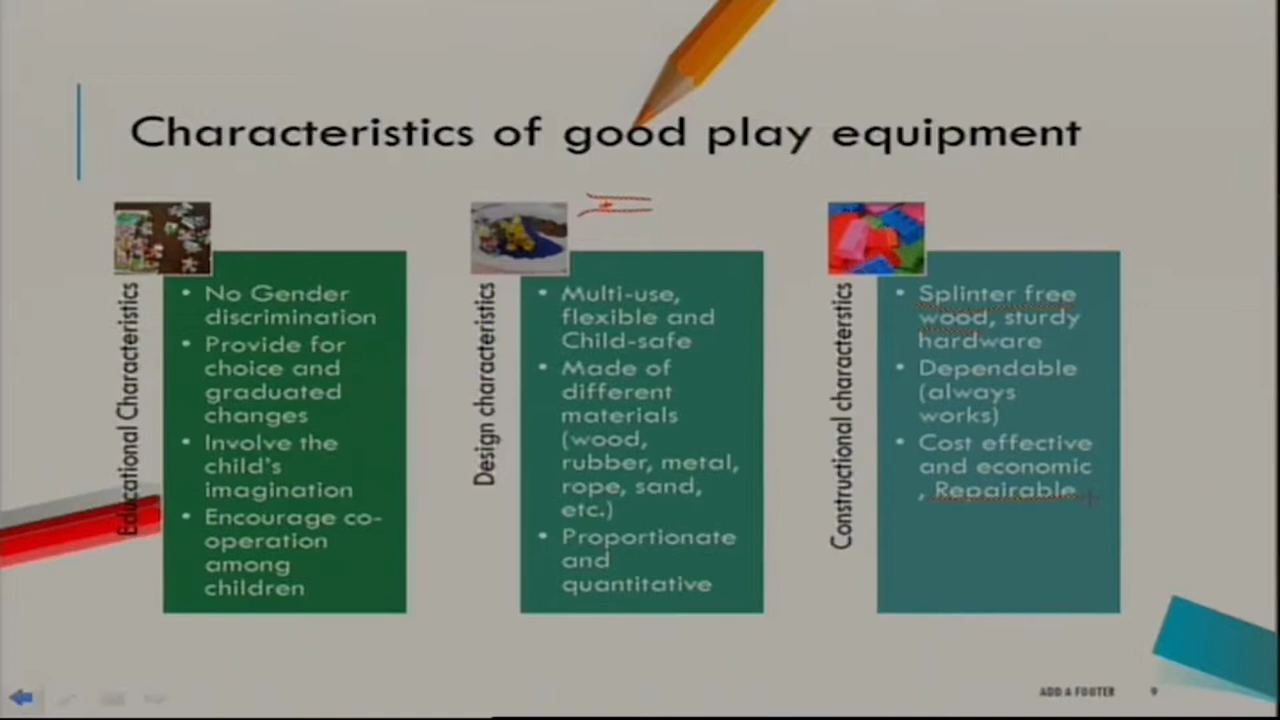 Characteristics of good play equipment
Educational Characteristics
• No Gender
discrimination
• Provide for
choice and
graduated
changes
• Involve the
child's
imagination
• Encourage co-
operation
among
children
Design characteristics
• Multi-use,
flexible and
Child-safe
• Made of
different
materials
(wood,
rubber, metal,
rope, sand,
etc.)
• Proportionate
and
quantitative
Constructional characterstics
• Splinter free
wood, sturdy
hardware
• Dependable
(always
works)
• Cost effective
and economic
, Repairable
ADD A FOOTER
9